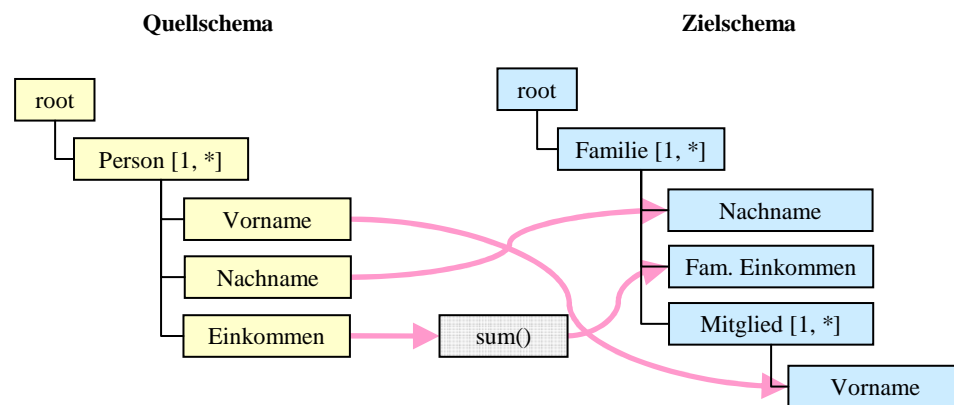 Quellschema
Zielschema
root
root
Person [1, *]
Familie [1, *]
Vorname
Nachname
Nachname
Fam. Einkommen
Einkommen
sum()
Mitglied [1, *]
Vorname